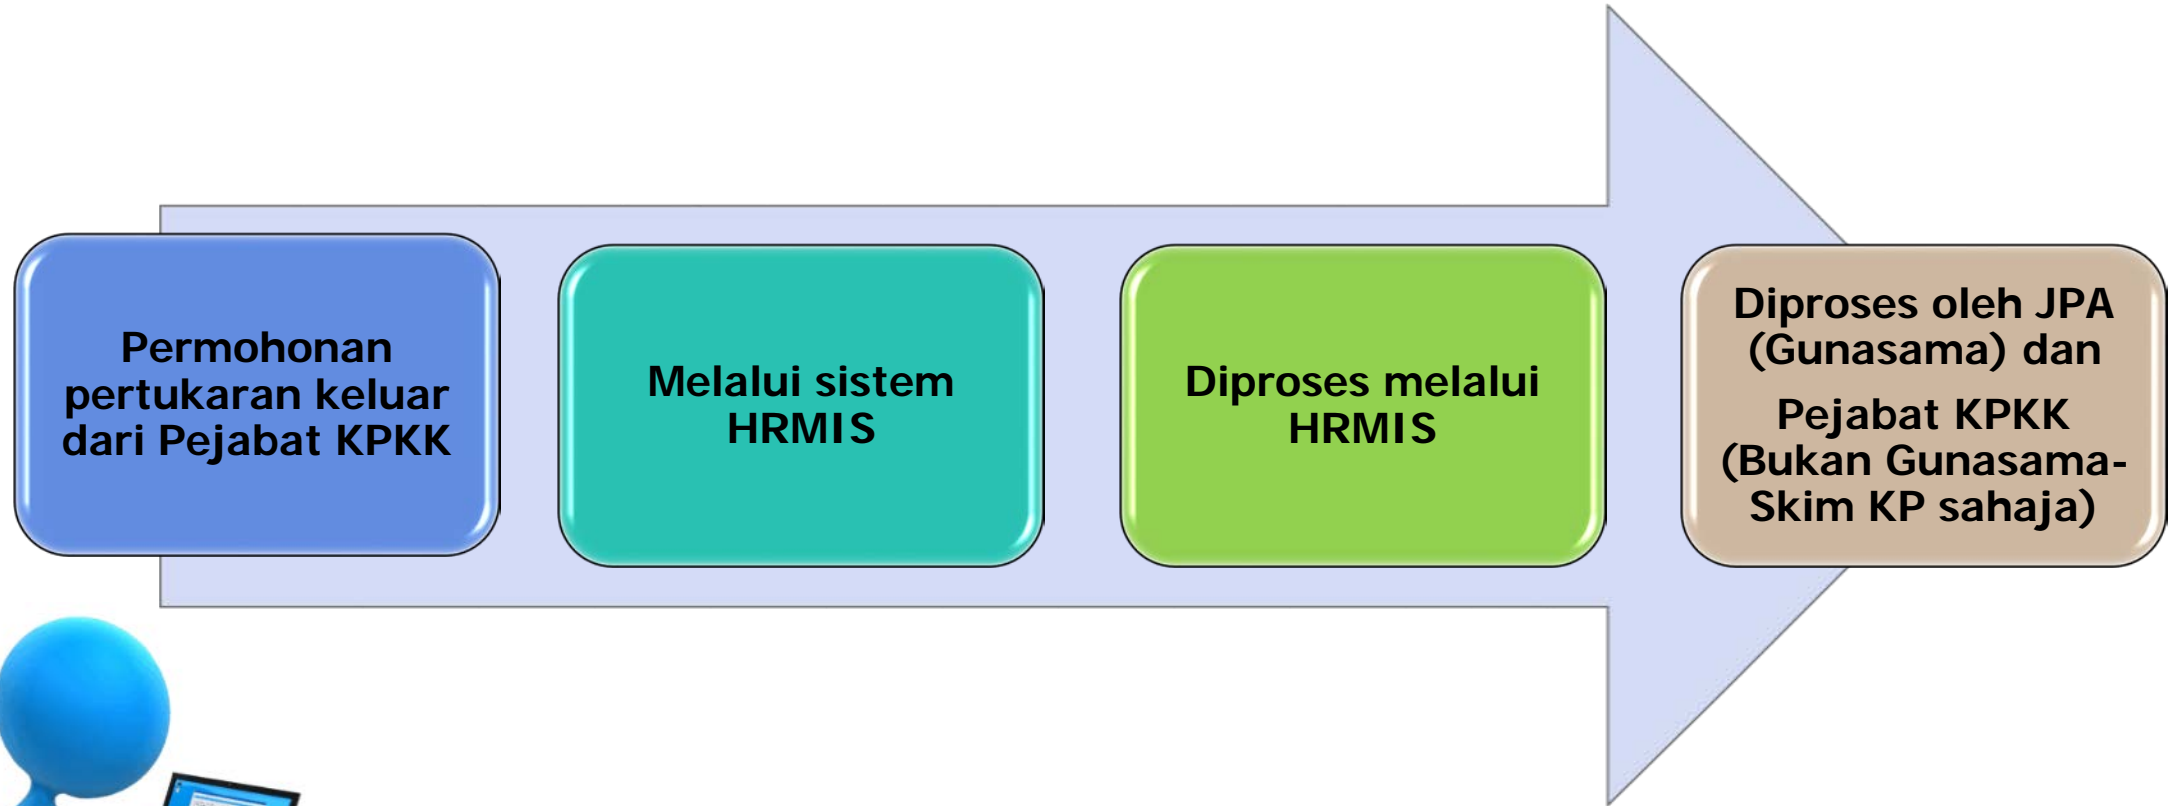 Permohonan
pertukaran keluar
dari Pejabat KPKK
Melalui sistem
HRMIS
Diproses melalui
HRMIS
Diproses oleh JPA
(Gunasama) dan
Pejabat KPKK
(Bukan Gunasama-
Skim KP sahaja)